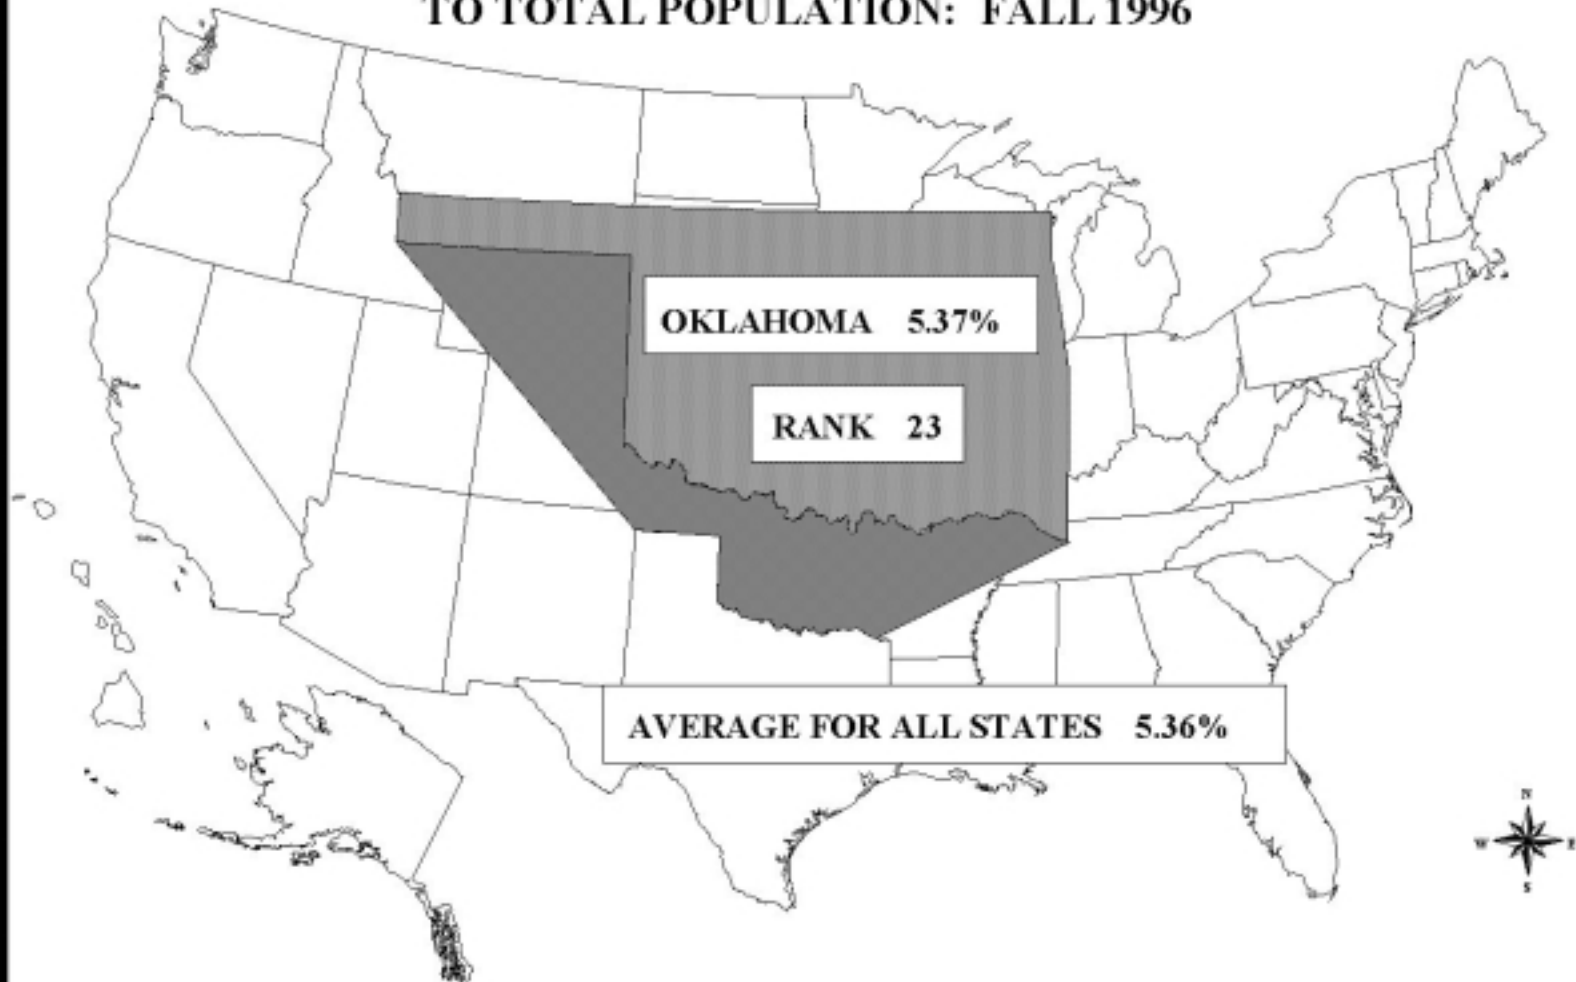 TO TOTAL POPULATION: FALL 1996
OKLAHOMA 5.37%
RANK 23
AVERAGE FOR ALL STATES 5.36%
N
W E
S